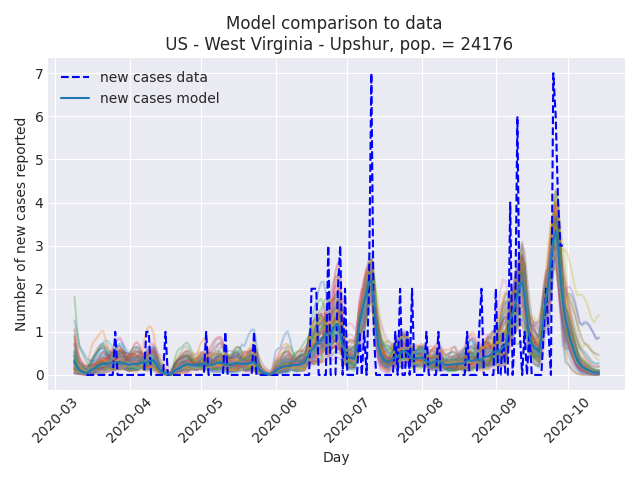 Model comparison to data
US - West Virginia - Upshur, pop. = 24176
new cases data
new cases model
Number of new cases reported
7
6
5
4
3
2
1
0
2020-03
2020-04
2020-05
2020-06
2020-07
2020-08
2020-09
2020-10
Day